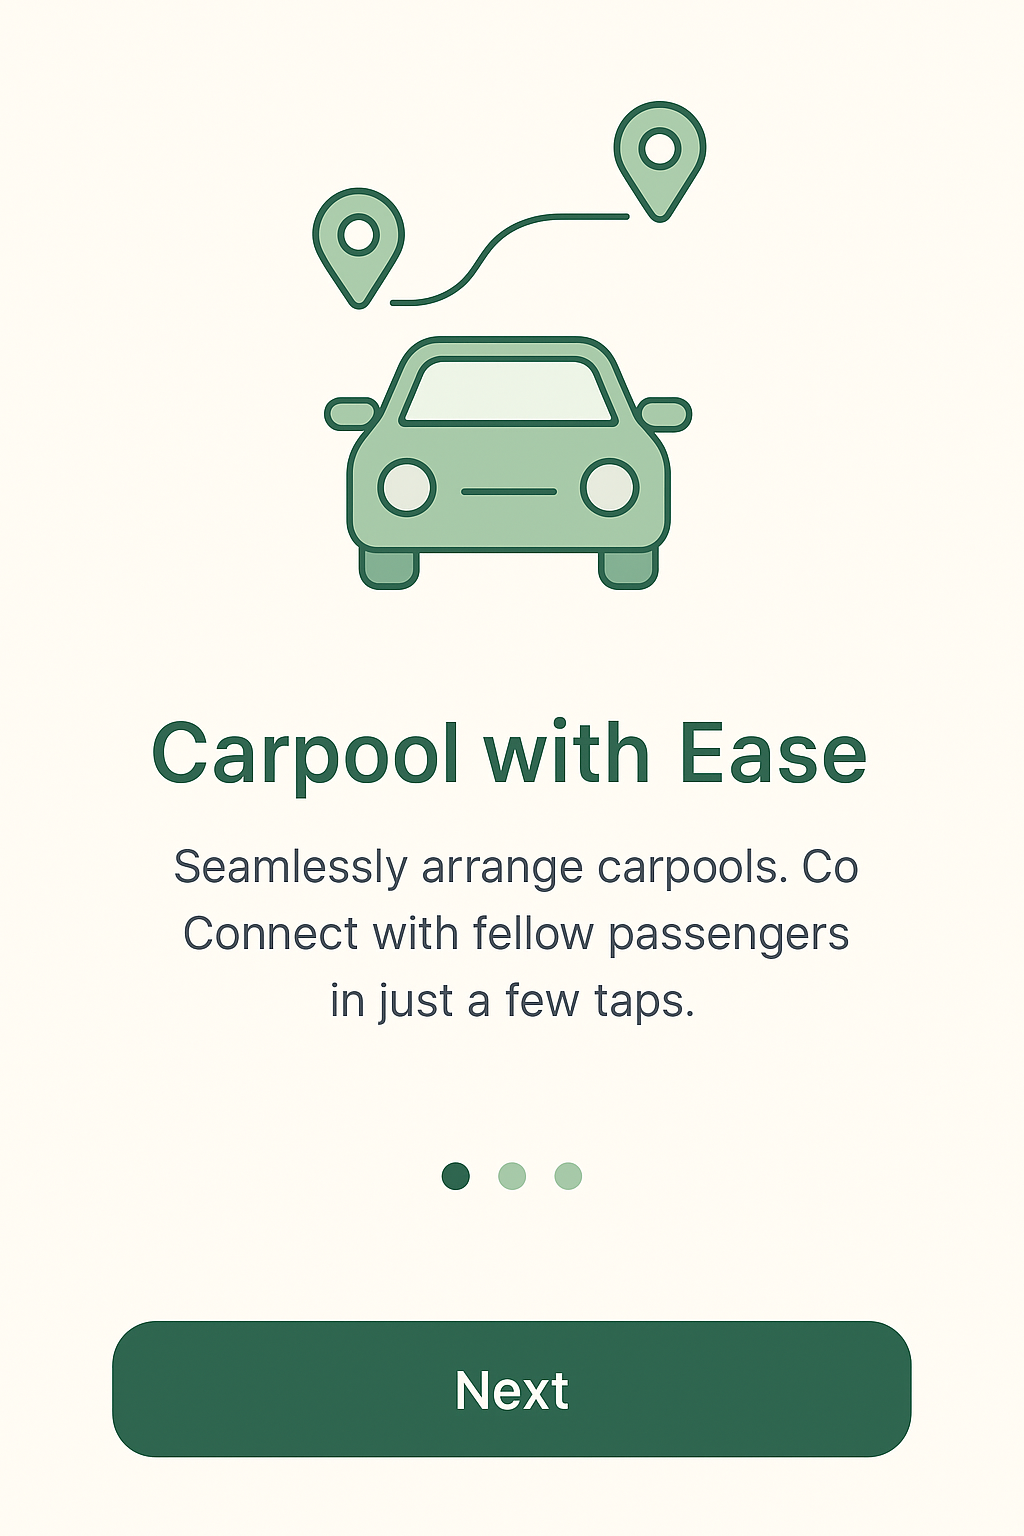 Carpool with Ease
Seamlessly arrange carpools. Co
Connect with fellow passengers
in just a few taps.
Next